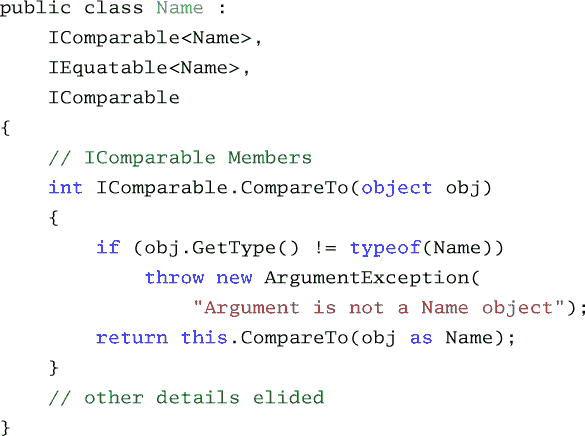 public class Name :
    IComparable<Name>,
    IEquatable<Name>,
    IComparable
{
    // IComparable Members
    int IComparable.CompareTo(object obj)
    {
        if (obj.GetType() != typeof(Name))
            throw new ArgumentException(
                "Argument is not a Name object");
        return this.CompareTo(obj as Name);
    }
    // other details elided
}